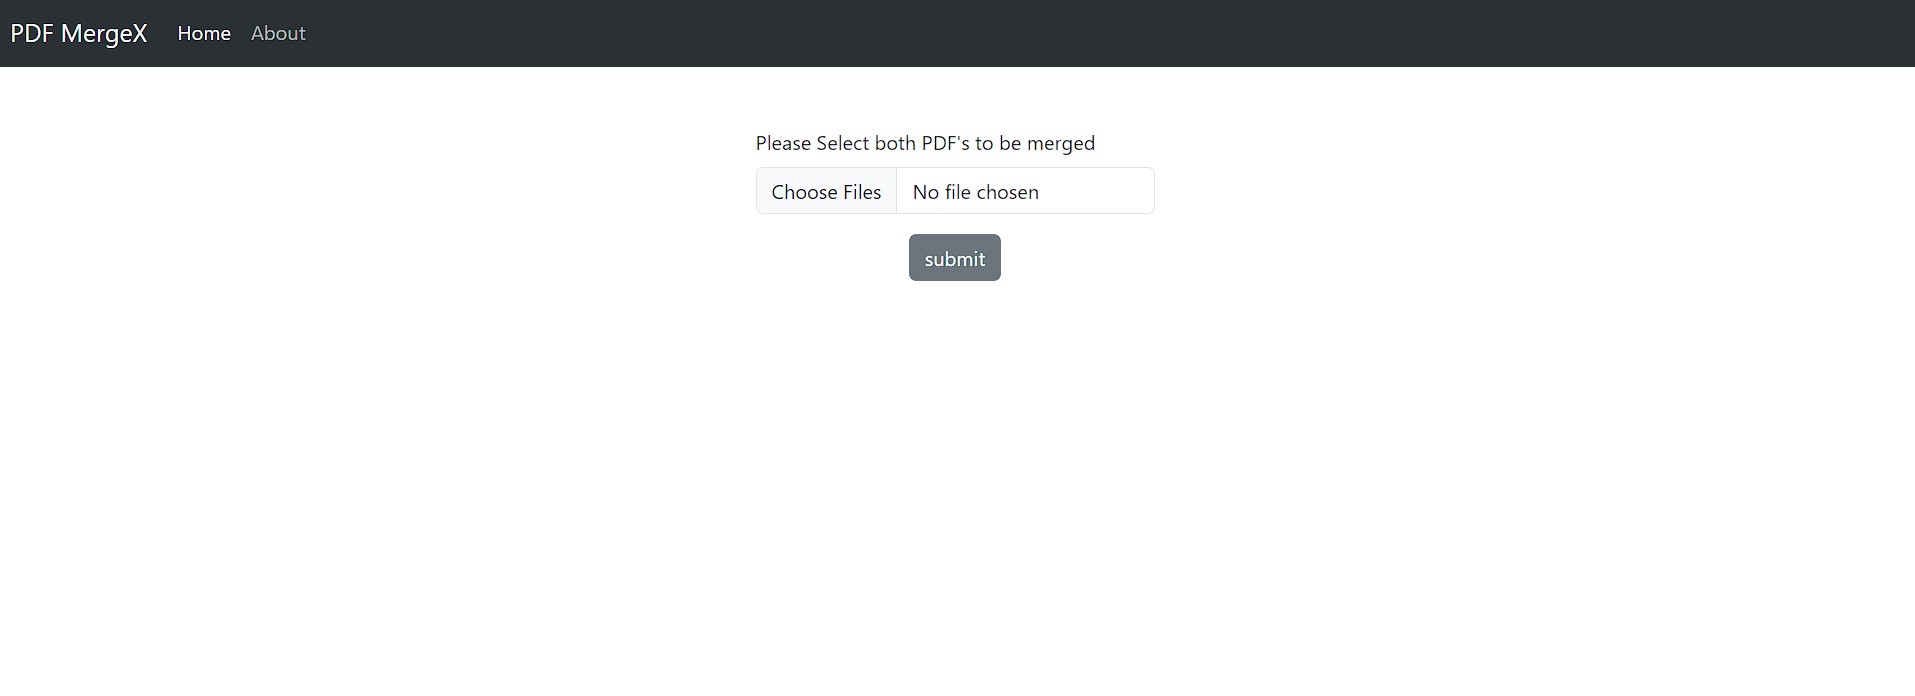 PDF MergeX Home About
Please Select both PDF's to be merged
Choose Files No file chosen
submit